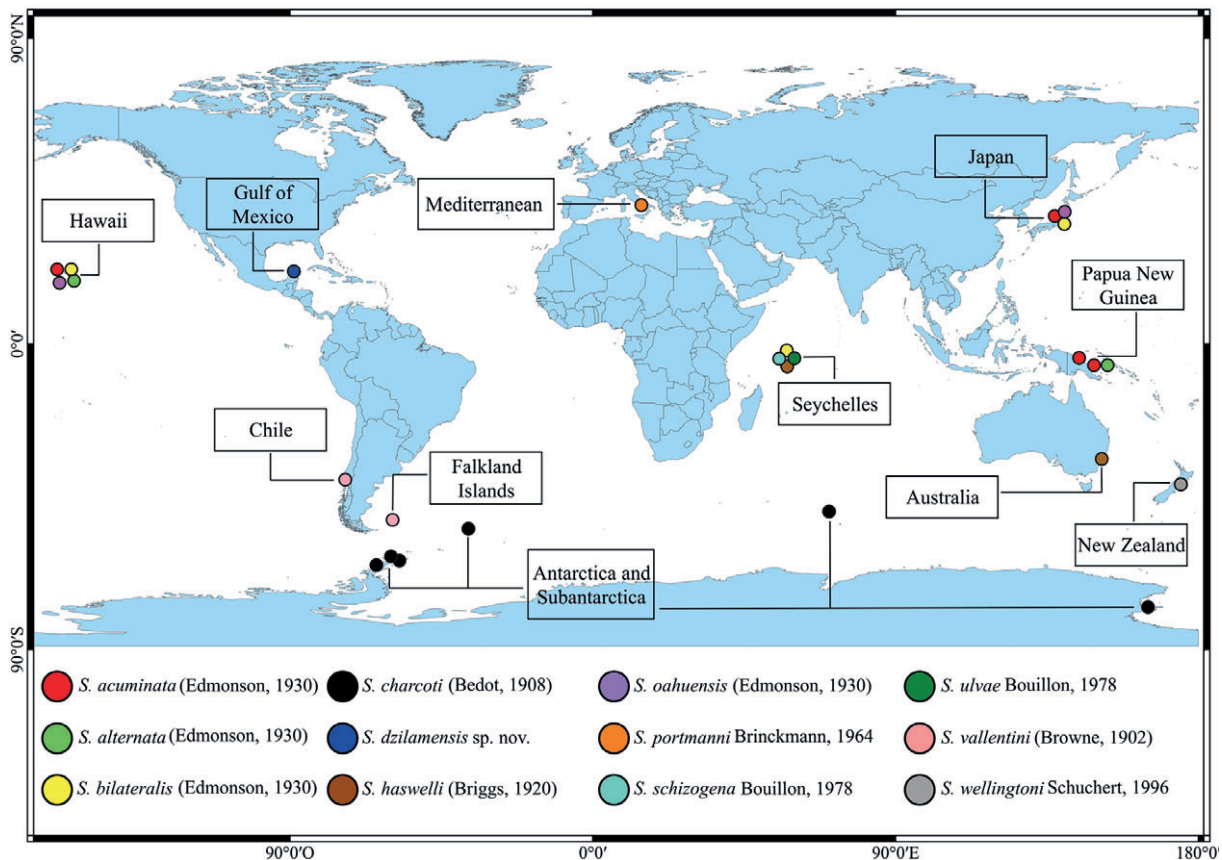 90°0′N
0°0′
90°0′S
Hawaii
Gulf of
Mexico
Mediterranean
Japan
Papua New
Guinea
Seychelles
Chile
Falkland
Islands
Australia
New Zealand
Antarctica and
Subantarctica
S. acuminata (Edmonson, 1930)
S. charcoti (Bedot, 1908)
S. oahuensis (Edmonson, 1930)
S. ulvae Bouillon, 1978
S. alternata (Edmonson, 1930)
S. dzilamensis sp. nov.
S. portmanni Brinckmann, 1964
S. vallentini (Browne, 1902)
S. bilateralis (Edmonson, 1930)
S. haswelli (Briggs, 1920)
S. schizogena Bouillon, 1978
S. wellingtoni Schuchert, 1996
90°0′O
0°0′
90°0′E
180°0′